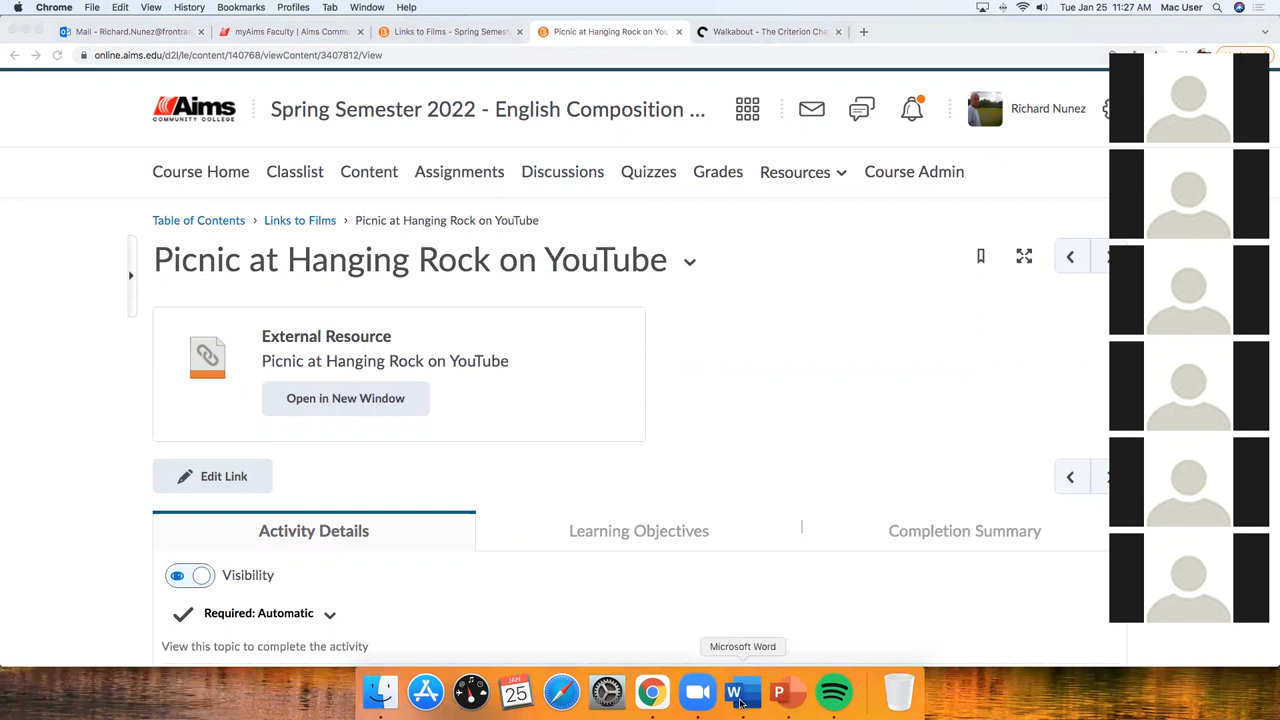 Chrome File Edit View History Bookmarks Profiles Tab Window Help Tue Jan 25 11:27 AM Mac User
Mail - Richard.Nunez@frontran × myAims Faculty | Aims Commu × Links to Films - Spring Semest × Picnic at Hanging Rock on You × Walkabout - The Criterion Cha × +
online.aims.edu/d2l/le/content/140768/viewContent/3407812/View
Aims
COMMUNITY COLLEGE
Spring Semester 2022 - English Composition ...
Richard Nunez
Course Home Classlist Content Assignments Discussions Quizzes Grades Resources Course Admin
Table of Contents › Links to Films › Picnic at Hanging Rock on YouTube
Picnic at Hanging Rock on YouTube
External Resource
Picnic at Hanging Rock on YouTube
Open in New Window
Edit Link
Activity Details Learning Objectives Completion Summary
Visibility
Required: Automatic
View this topic to complete the activity
Microsoft Word
JAN
25
W
P